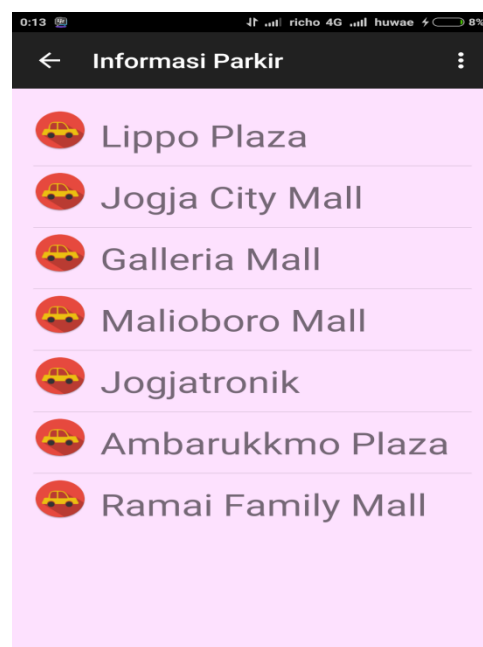 0:13 richo 4G huwae 8%
Informasi Parkir
Lippo Plaza
Jogja City Mall
Galleria Mall
Malioboro Mall
Jogjatronik
Ambarukkmo Plaza
Ramai Family Mall